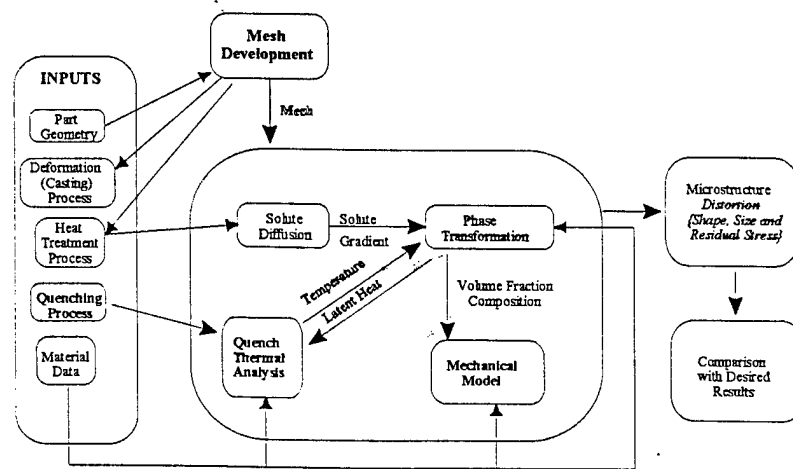 Mesh
Development
INPUTS
Part
Geometry
Deformation
(Casting)
Process
Heat
Treatment
Process
Quenching
Process
Material
Data
Mech
Solute
Diffusion
Solute
Gradient
Phase
Transformation
Temperature
Latent Heat
Volume Fraction
Composition
Quench
Thermal
Analysis
Mechanical
Model
Microstructure
Distortion
{Shape, Size and
Residual Stress}
Comparison
with Desired
Results